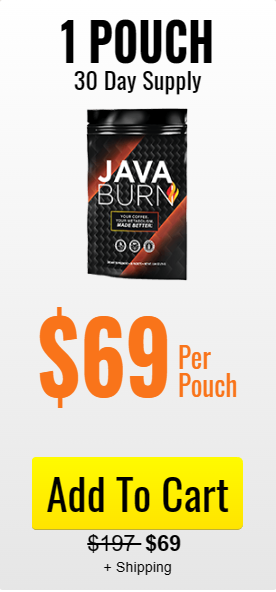 1 POUCH
30 Day Supply
JAVA
BURN
YOUR COFFEE.
YOUR METABOLISM.
MADE BETTER.
$69 Per
Pouch
Add To Cart
$197 $69
+ Shipping